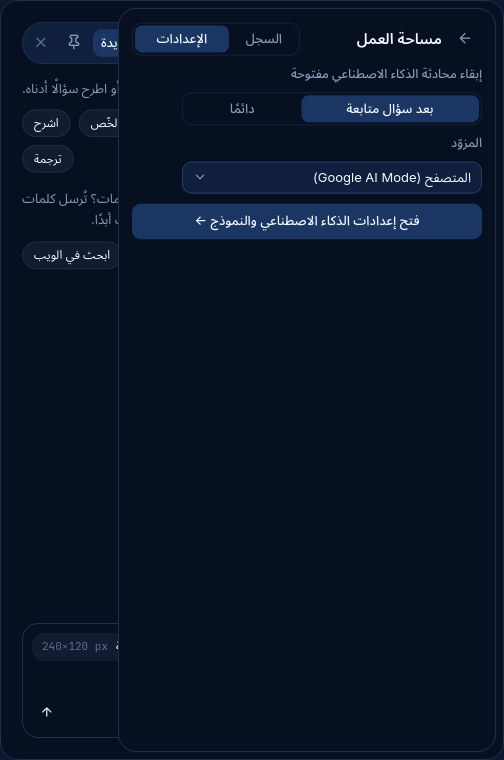 مساحة العمل
السجل
الإعدادات
إبقاء محادثة الذكاء الاصطناعي مفتوحة
بعد سؤال متابعة
دائمًا
المزوّد
المتصفح (Google AI Mode)
فتح إعدادات الذكاء الاصطناعي والنموذج ←
أو اطرح سؤالًا أدناه.
لخّص
اشرح
ترجمة
تُرسل كلمات
أبدًا.
ابحث في الويب
240×120 px